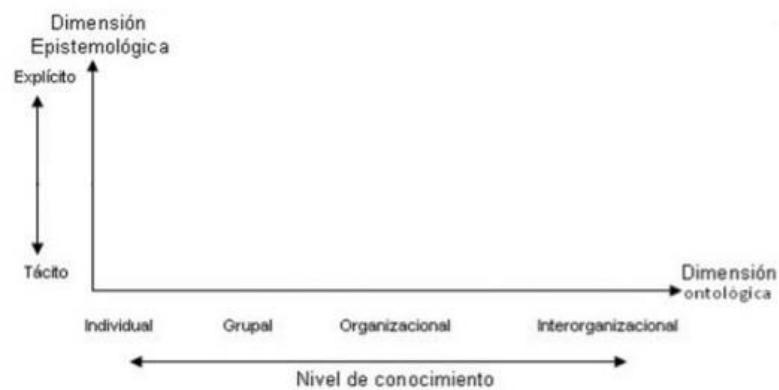 Dimensión
Epistemológica
Explícito
Tácito
Dimensión
ontológica
Individual Grupal Organizacional Interorganizacional
Nivel de conocimiento